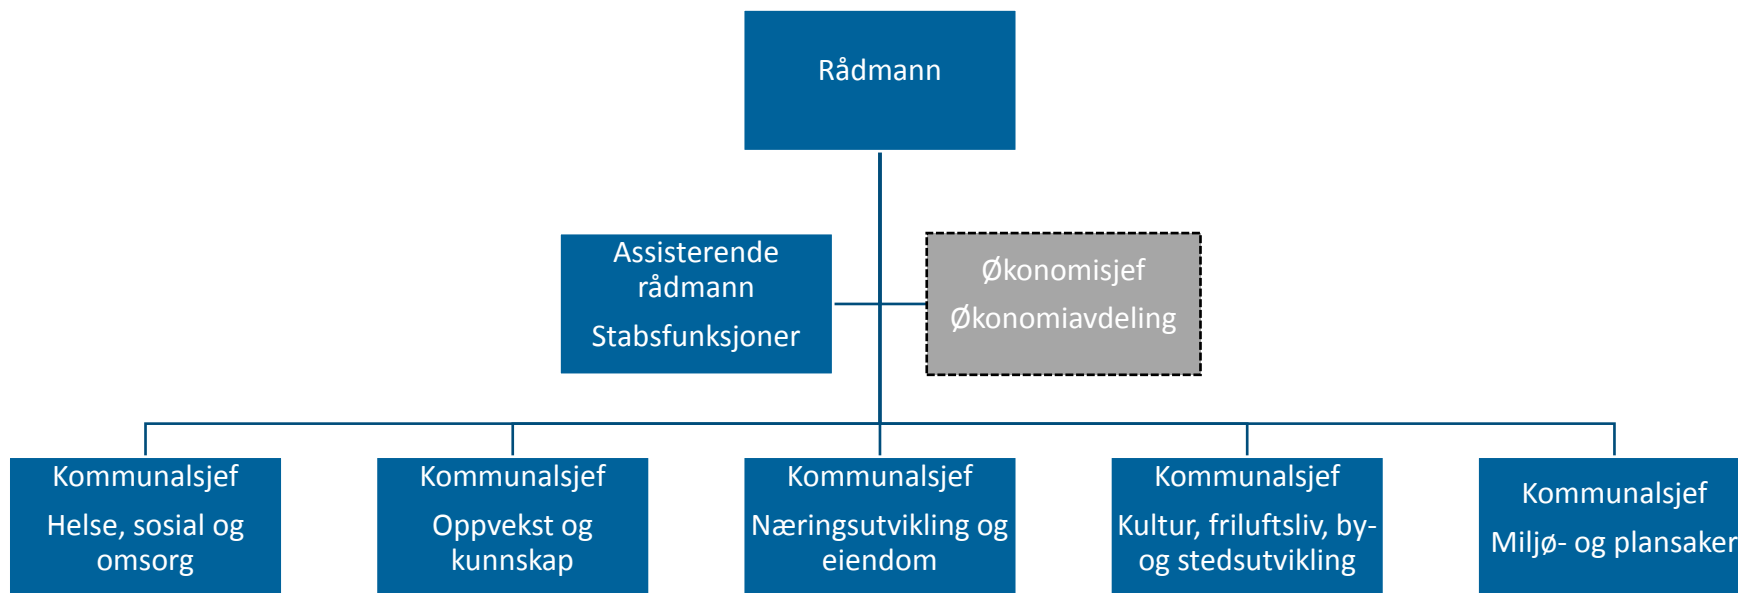 Rådmann
Assisterende
rådmann
Stabsfunksjoner
Økonomisjef
Økonomiavdeling
Kommunalsjef
Helse, sosial og
omsorg
Kommunalsjef
Oppvekst og
kunnskap
Kommunalsjef
Næringsutvikling og
eiendom
Kommunalsjef
Kultur, friluftsliv, by-
og stedsutvikling
Kommunalsjef
Miljø- og plansaker